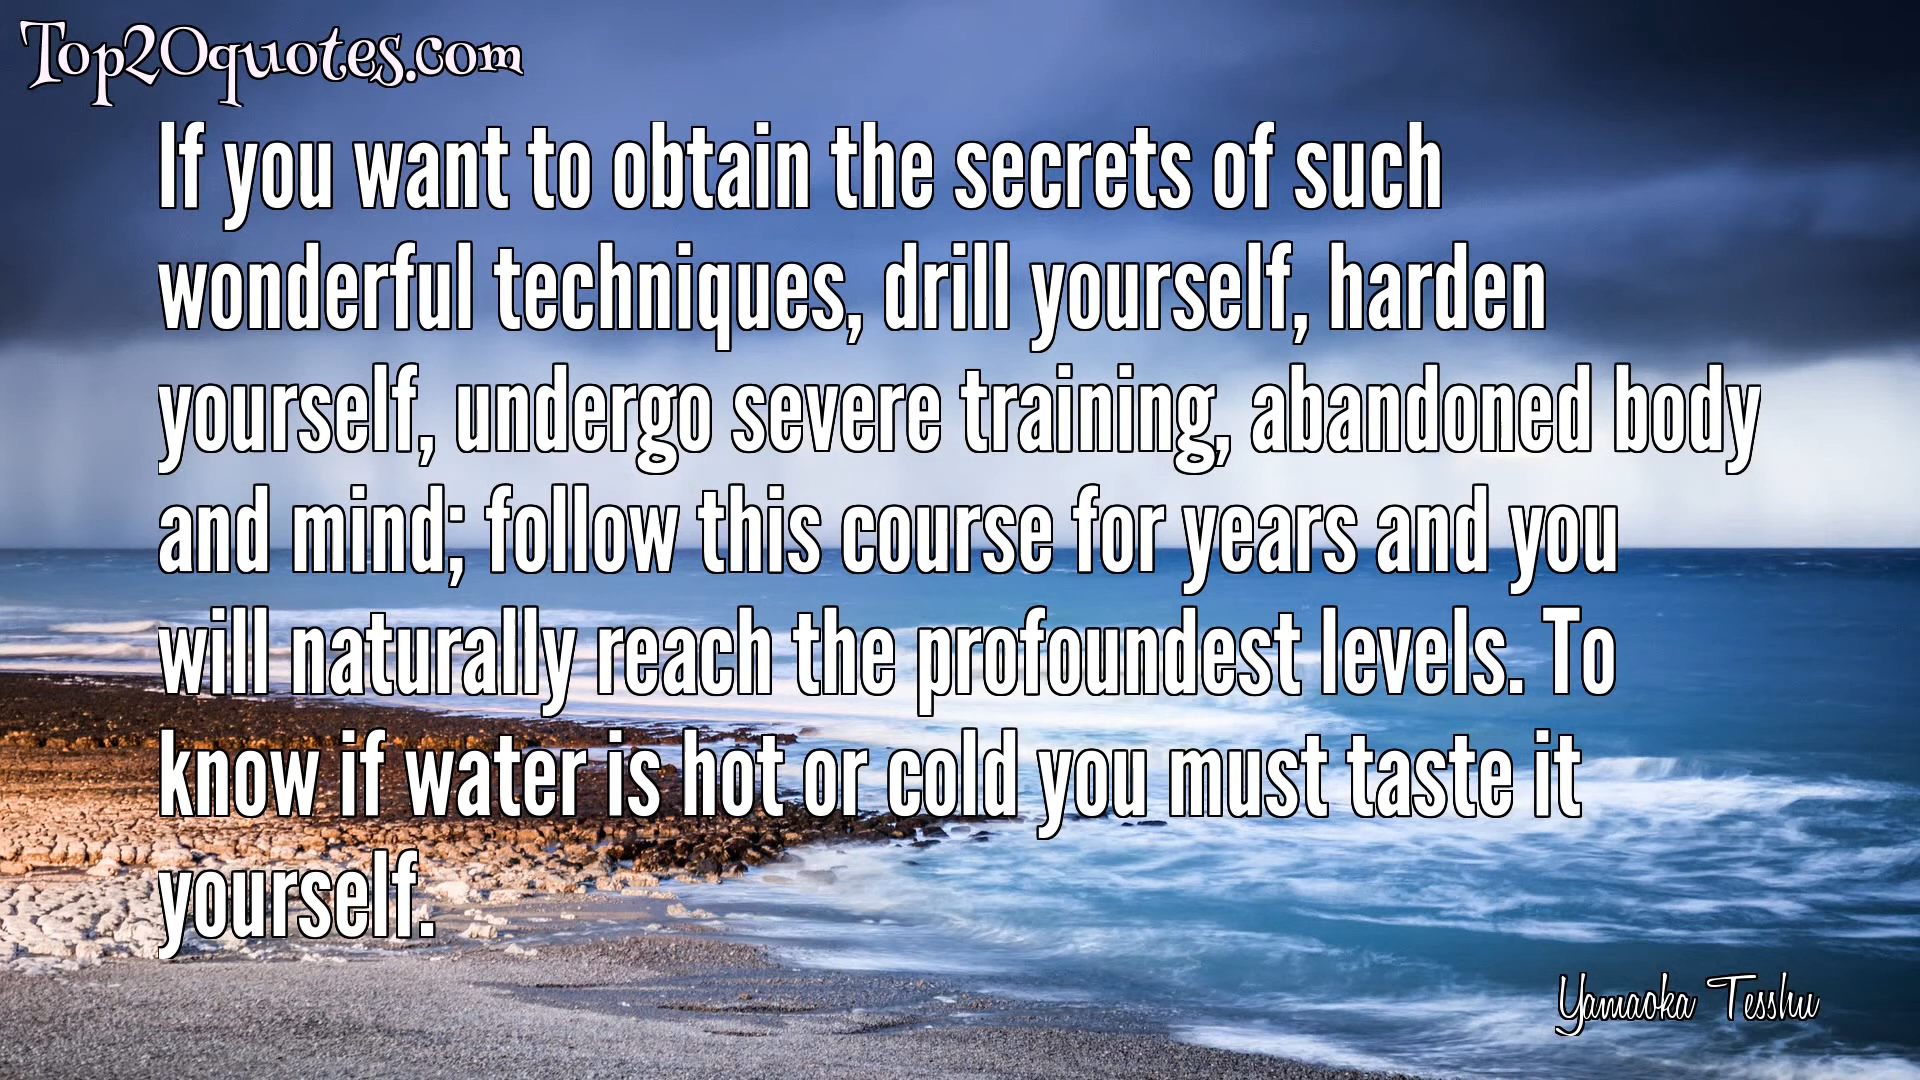 Top20quotes.com
If you want to obtain the secrets of such
wonderful techniques, drill yourself, harden
yourself, undergo severe training, abandoned body
and mind; follow this course for years and you
will naturally reach the profoundest levels. To
know if water is hot or cold you must taste it
yourself.
Yamaoka Tesshu